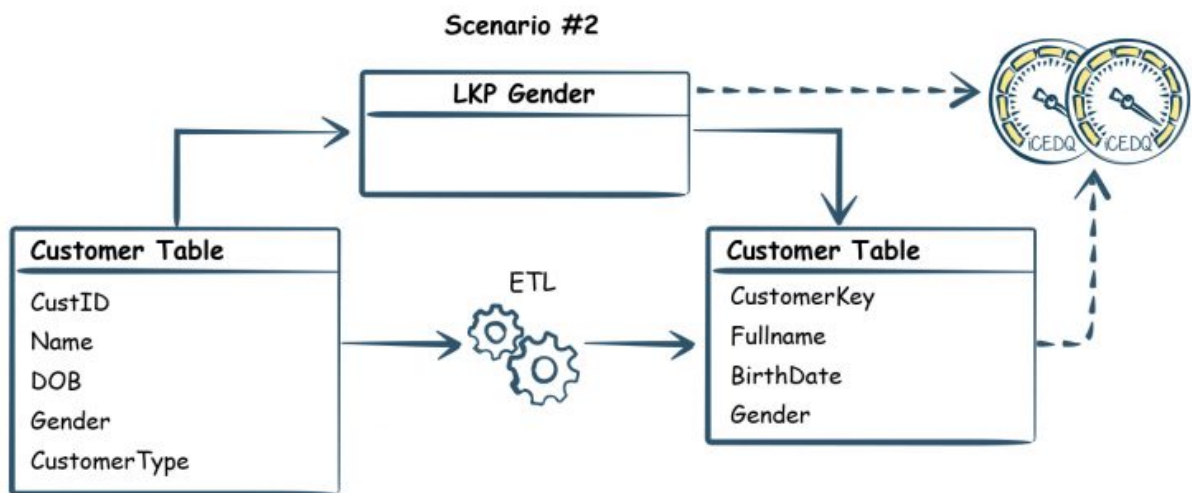 Scenario #2
LKP Gender
iCEDQ
iCEDQ
Customer Table
CustID
Name
DOB
Gender
CustomerType
ETL
Customer Table
CustomerKey
Fullname
BirthDate
Gender